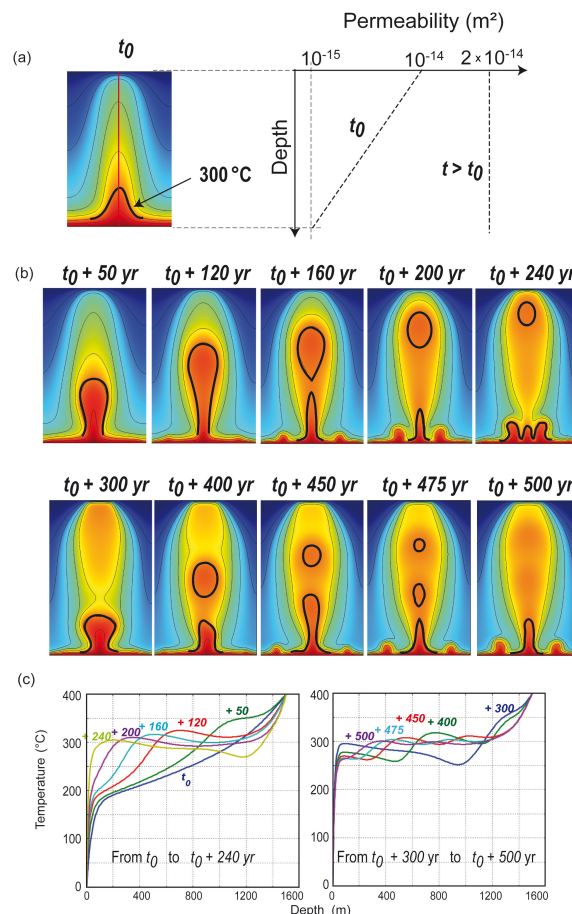 Permeability (m²)
(a)
t0
10-15
10-14
2 × 10-14
300 °C
Depth
t0
t > t0
(b)
t0 + 50 yr
t0 + 120 yr
t0 + 160 yr
t0 + 200 yr
t0 + 240 yr
t0 + 300 yr
t0 + 400 yr
t0 + 450 yr
t0 + 475 yr
t0 + 500 yr
(c)
Temperature (°C)
400
300
200
100
0
+ 240
+ 200
+ 160
+ 120
+ 50
t0
From t0 to t0 + 240 yr
0
400
800
1200
1600
400
300
200
100
0
+ 500
+ 475
+ 450
+ 400
+ 300
From t0 + 300 yr to t0 + 500 yr
0
400
800
1200
1600
Depth (m)